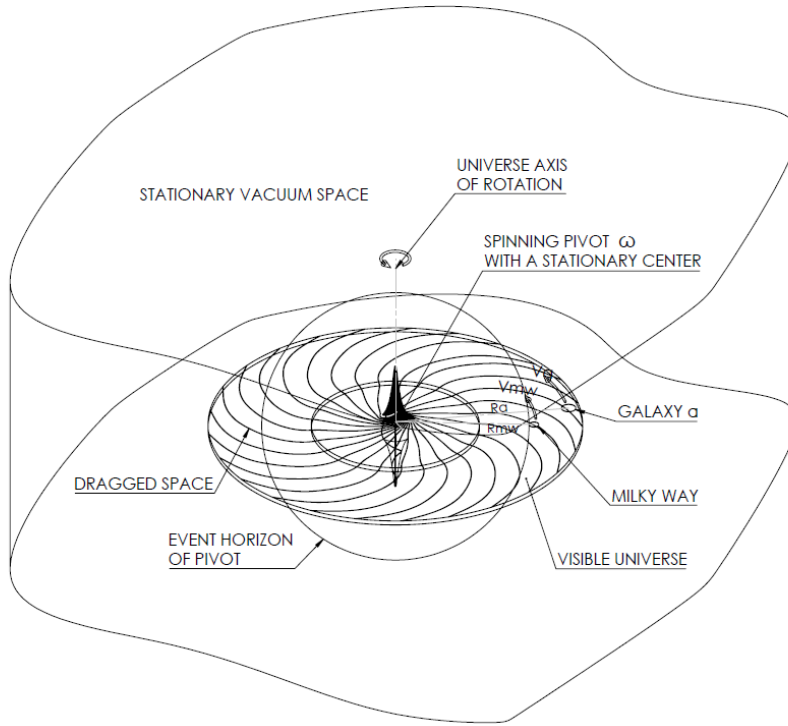 UNIVERSE AXIS
OF ROTATION
STATIONARY VACUUM SPACE
SPINNING PIVOT ω
WITH A STATIONARY CENTER
Va
Vmw
Ra
GALAXY a
Rmw
DRAGGED SPACE
MILKY WAY
EVENT HORIZON
OF PIVOT
VISIBLE UNIVERSE